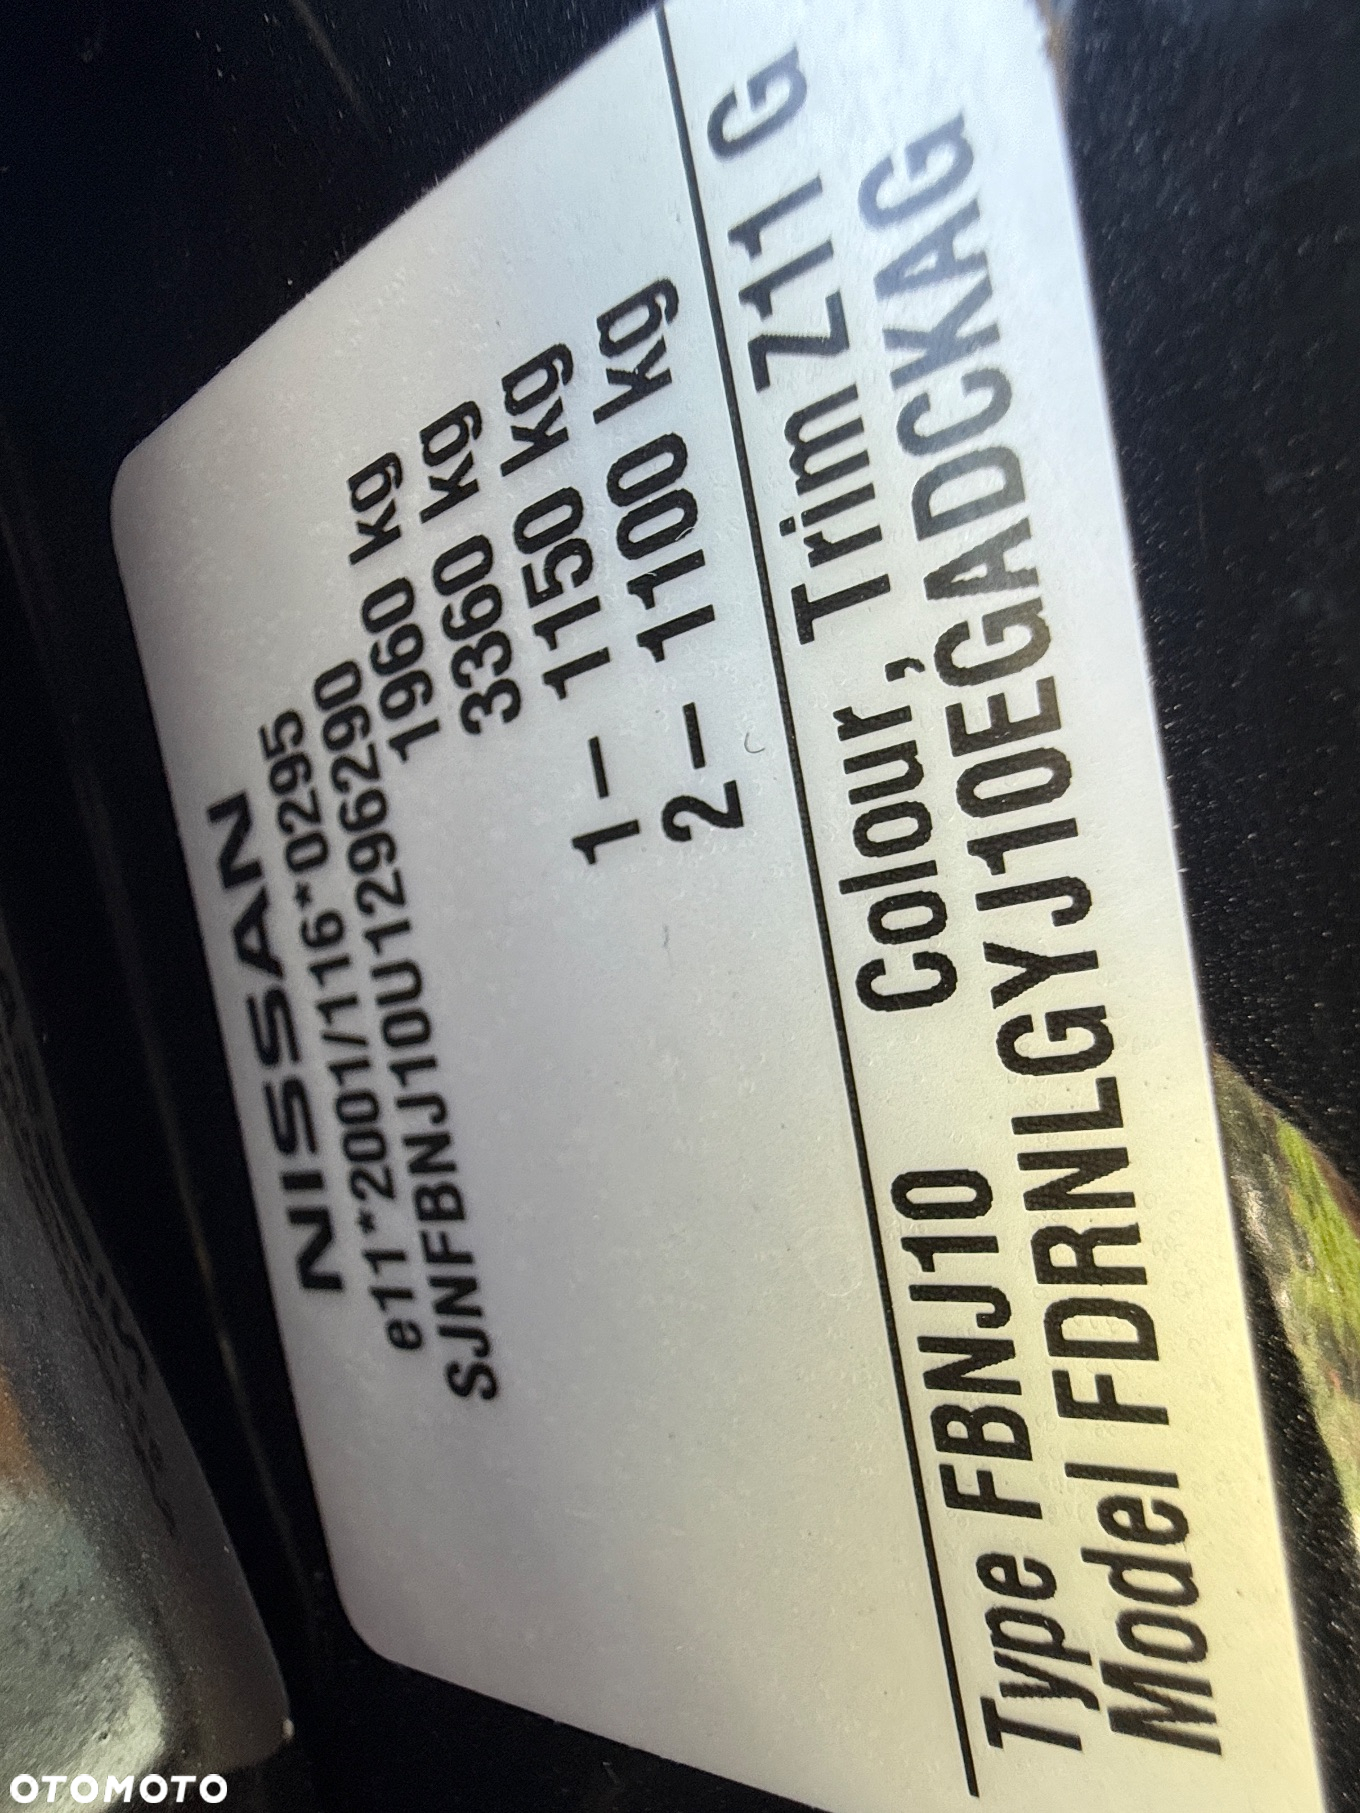 NISSAN
e11*2001/116*0295
SJNFBNJ10U1296290
1960 kg
3360 kg
1– 1150 kg
2– 1100 kg
Type FBNJ10 Colour, Trim Z11 G
Model FDRNLGYJ10EGADCKAG
OTOMOTO